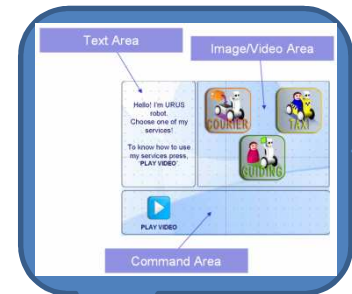 Text Area
Image/Video Area
Hello! I'm URUS
robot.
Choose one of my
services!
To know how to use
my services press,
'PLAY VIDEO'
COURIER
TAXI
GUIDING
PLAY VIDEO
Command Area